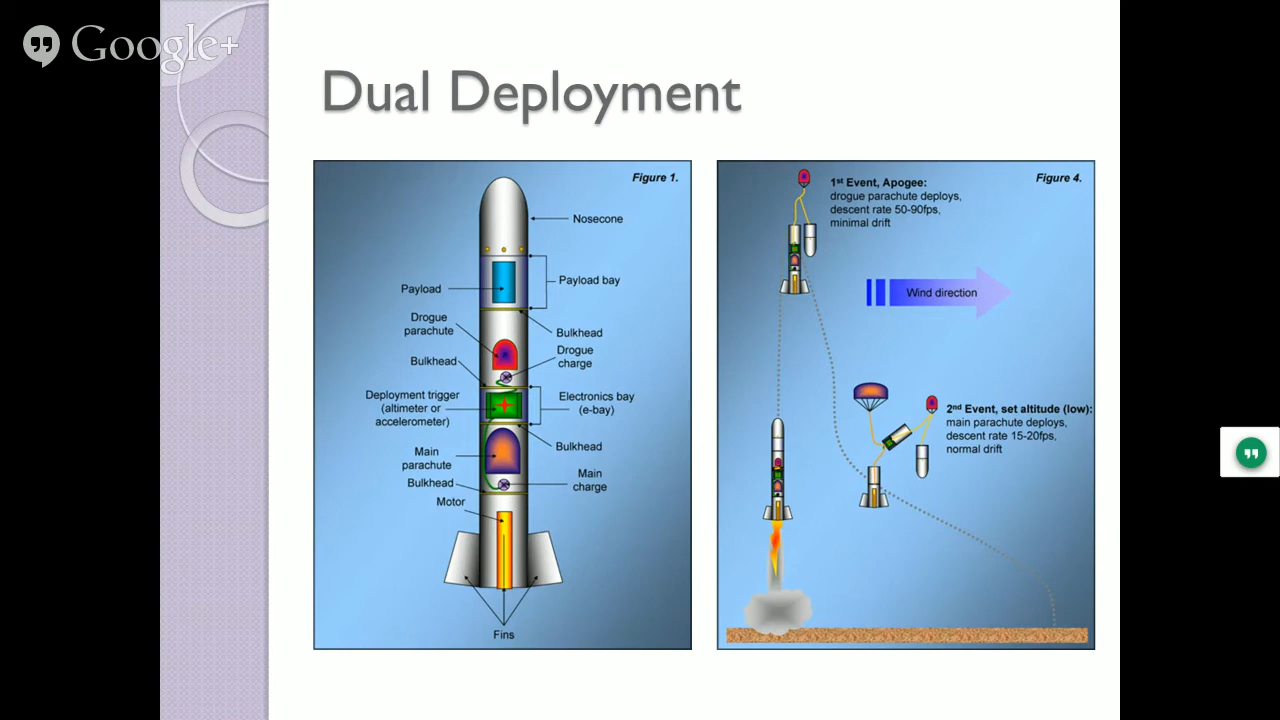 Google+
Dual Deployment
Figure 1.
Nosecone
Payload bay
Payload
Drogue
parachute
Bulkhead
Drogue
charge
Bulkhead
Deployment trigger
(altimeter or
accelerometer)
Electronics bay
(e-bay)
Bulkhead
Main
parachute
Main
charge
Bulkhead
Motor
Fins
Figure 4.
1st Event, Apogee:
drogue parachute deploys,
descent rate 50-90fps,
minimal drift
Wind direction
2nd Event, set altitude (low):
main parachute deploys,
descent rate 15-20fps,
normal drift